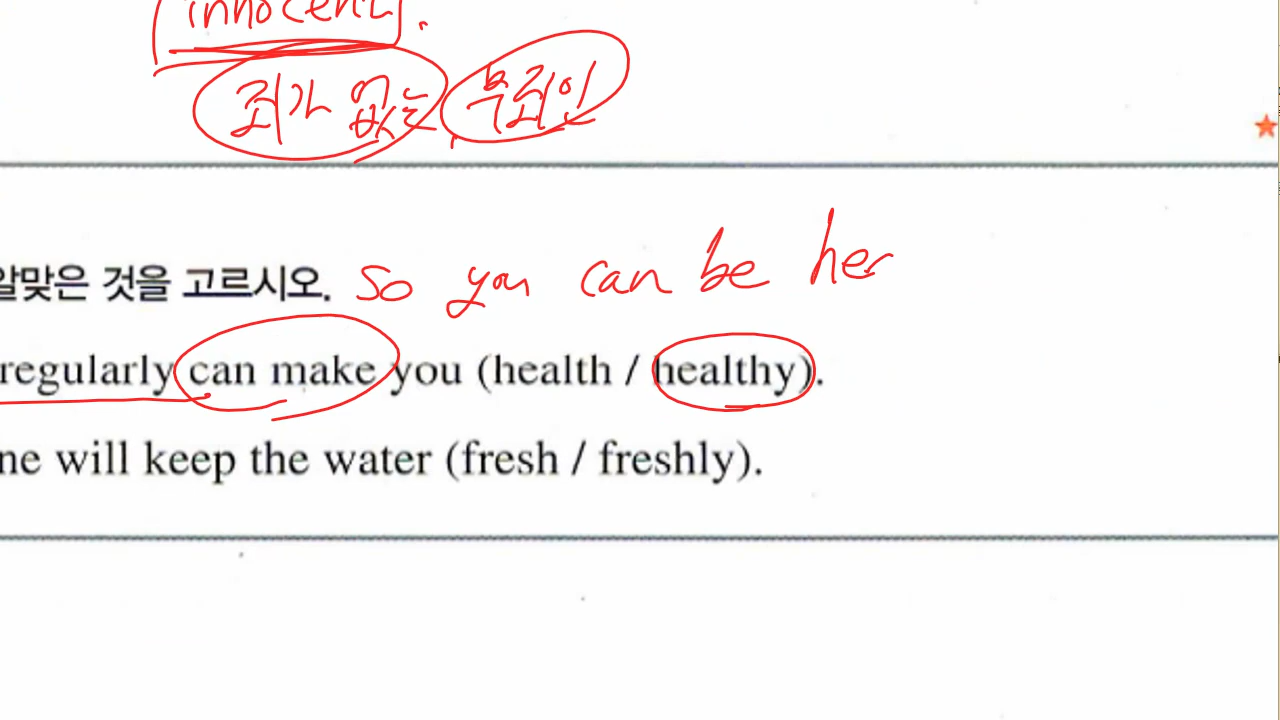 innocent.
죄가 없는 무죄인
알맞은 것을 고르시오. so you can be her
regularly can make you (health / healthy).
ne will keep the water (fresh / freshly).